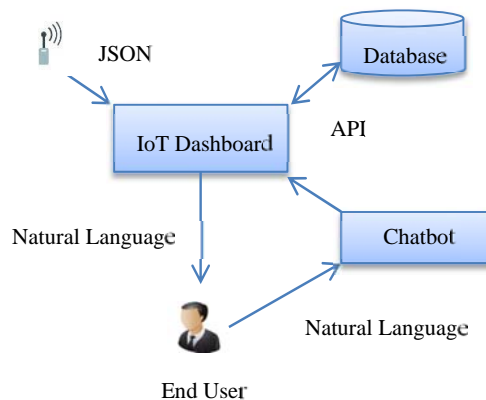 JSON
Database
API
IoT Dashboard
Natural Language
Chatbot
Natural Language
End User